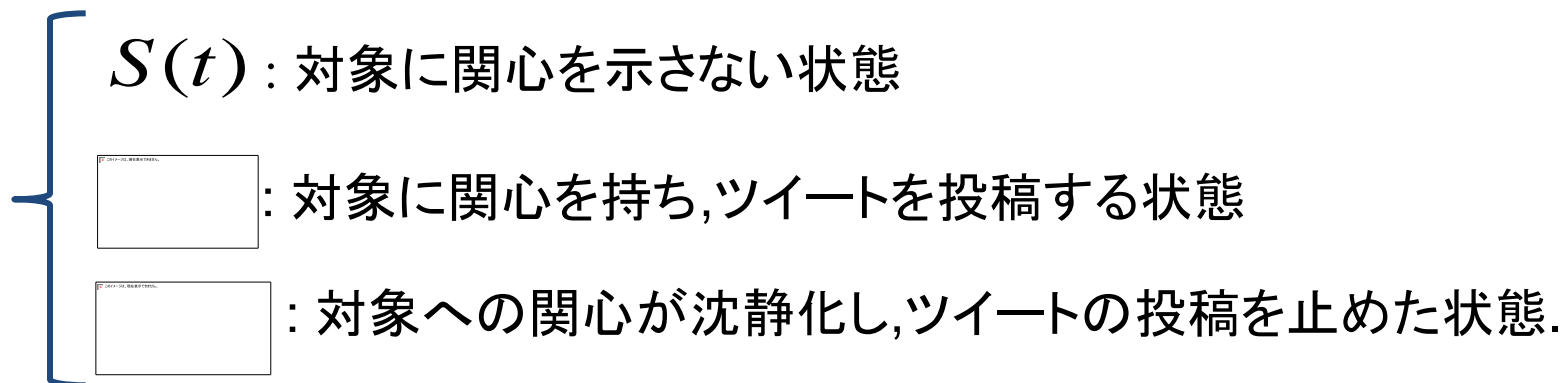 S(t) : 対象に関心を示さない状態
: 対象に関心を持ち,ツイートを投稿する状態
: 対象への関心が沈静化し,ツイートの投稿を止めた状態.